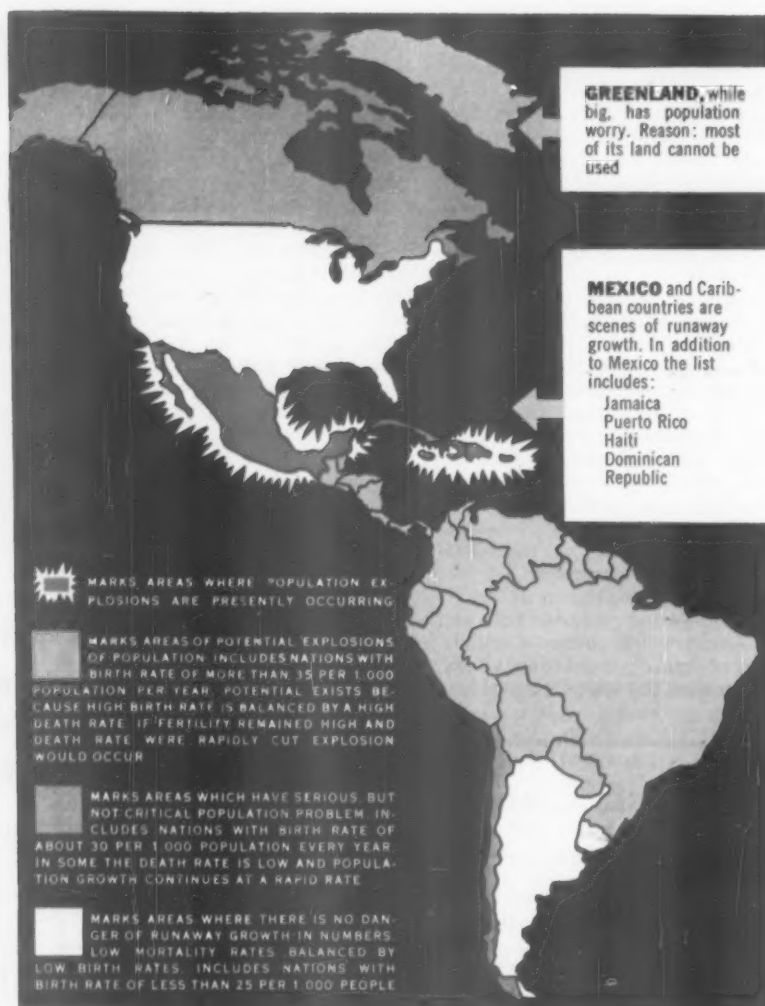 GREENLAND, while
big, has population
worry. Reason: most
of its land cannot be
used
MEXICO and Carib-
bean countries are
scenes of runaway
growth. In addition
to Mexico the list
includes:
Jamaica
Puerto Rico
Haiti
Dominican
Republic
MARKS AREAS WHERE POPULATION EX-
PLOSIONS ARE PRESENTLY OCCURRING
MARKS AREAS OF POTENTIAL EXPLOSIONS
OF POPULATION. INCLUDES NATIONS WITH
BIRTH RATE OF MORE THAN 35 PER 1,000
POPULATION PER YEAR. POTENTIAL EXISTS BE-
CAUSE HIGH BIRTH RATE IS BALANCED BY A HIGH
DEATH RATE. IF FERTILITY REMAINED HIGH AND
DEATH RATE WERE RAPIDLY CUT EXPLOSION
WOULD OCCUR
MARKS AREAS WHICH HAVE SERIOUS, BUT
NOT CRITICAL POPULATION PROBLEM. IN-
CLUDES NATIONS WITH BIRTH RATE OF
ABOUT 30 PER 1,000 POPULATION EVERY YEAR.
IN SOME THE DEATH RATE IS LOW AND POPULA-
TION GROWTH CONTINUES AT A RAPID RATE
MARKS AREAS WHERE THERE IS NO DAN-
GER OF RUNAWAY GROWTH IN NUMBERS.
LOW MORTALITY RATES BALANCED BY
LOW BIRTH RATES. INCLUDES NATIONS WITH
BIRTH RATE OF LESS THAN 25 PER 1,000 PEOPLE